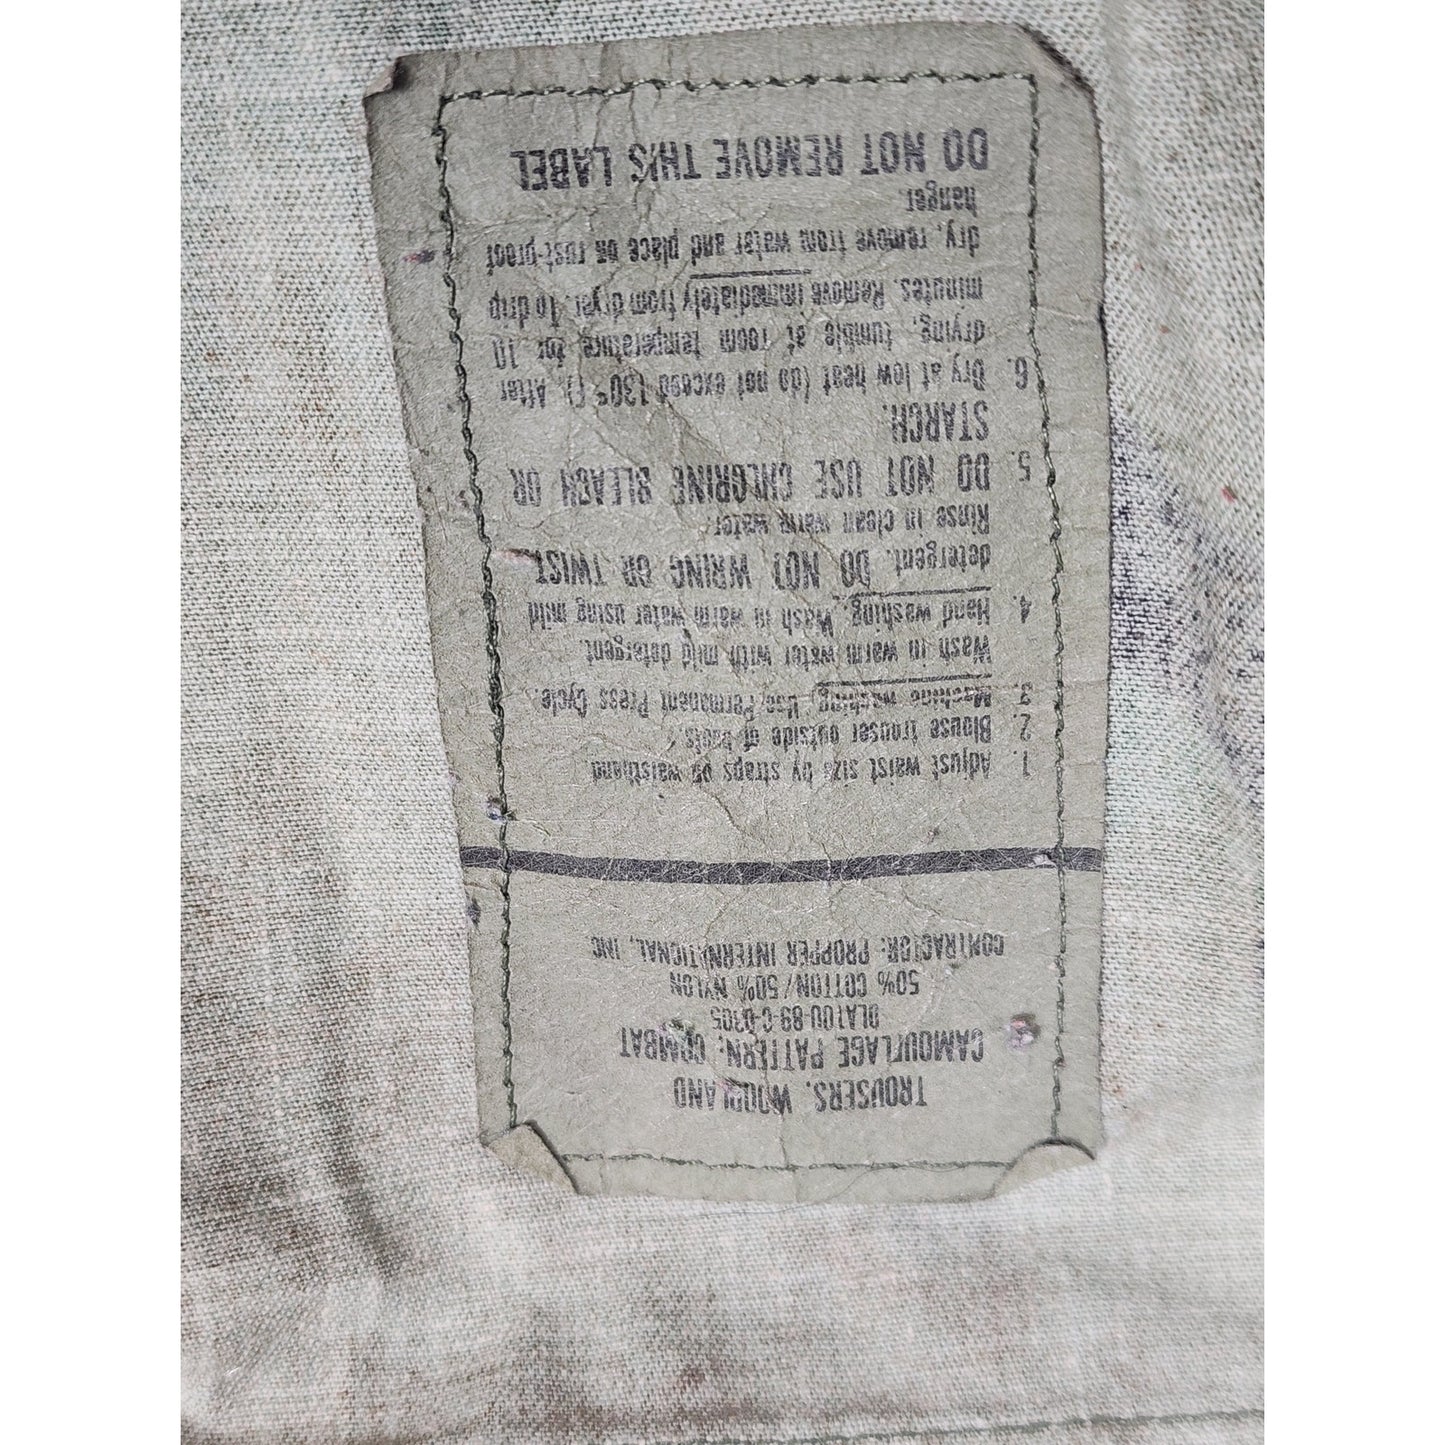 TROUSERS, WOODLAND
CAMOUFLAGE PATTERN: COMBAT
DLA100-89-C-0305
50% COTTON/50% NYLON
CONTRACTOR: PROPPER INTERNATIONAL, INC
1. Adjust waist size by straps on waistband.
2. Blouse trouser outside of boots.
3. Machine washing. Use Permanent Press Cycle.
Wash in warm water with mild detergent.
4. Hand washing. Wash in warm water using mild
detergent. DO NOT WRING OR TWIST.
Rinse in clean warm water.
5. DO NOT USE CHLORINE BLEACH OR
STARCH.
6. Dry at low heat (do not exceed 130° F). After
drying, tumble at room temperature for 10
minutes. Remove immediately from dryer. To drip
dry, remove from water and place on rust-proof
hanger.
DO NOT REMOVE THIS LABEL